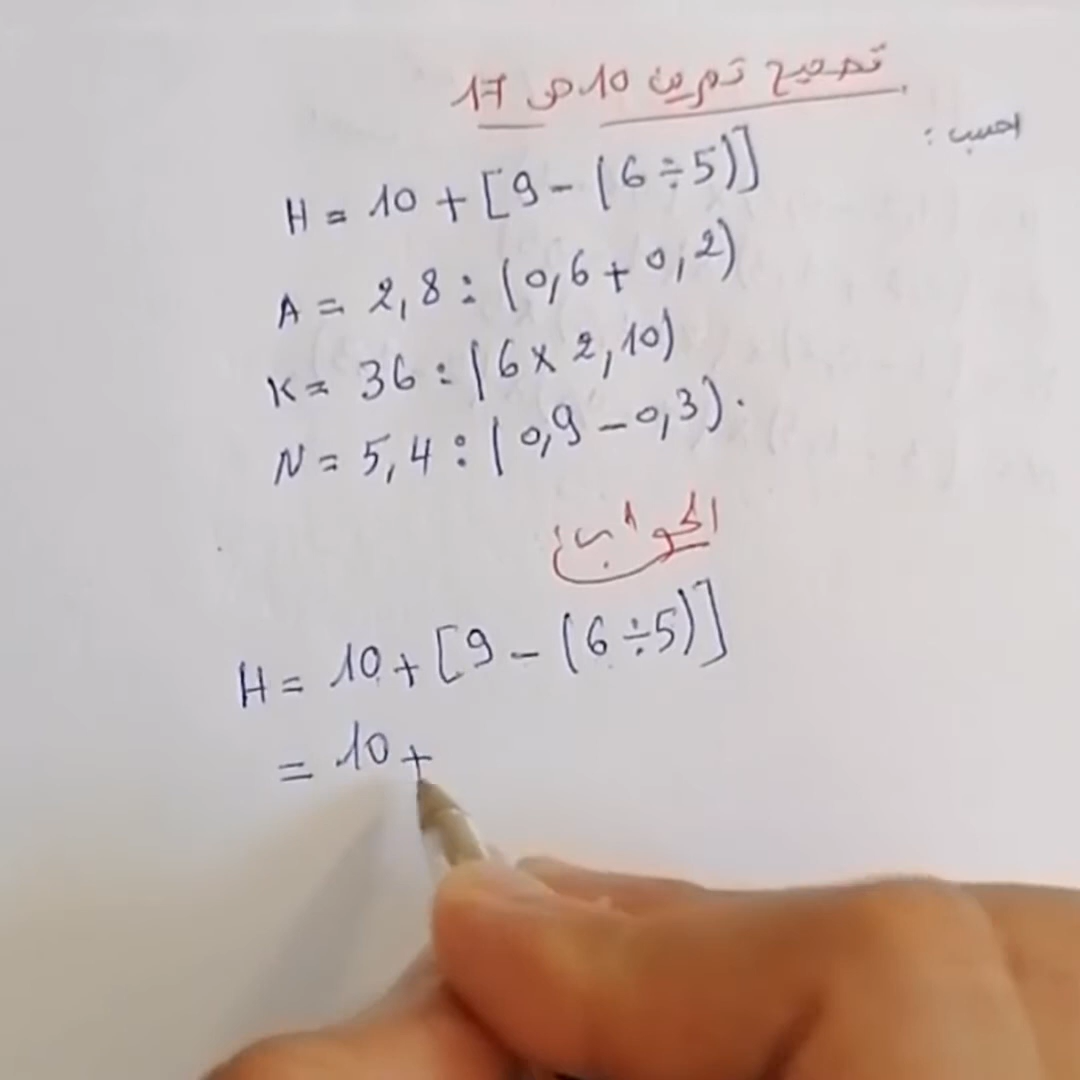 تصحيح تمرين 10 ص 17
احسب :
H = 10 + [9 - (6 ÷ 5)]
A = 2,8 : (0,6 + 0,2)
K = 36 : (6 × 2,10)
N = 5,4 : (0,9 - 0,3).
الجواب:
H = 10 + [9 - (6 ÷ 5)]
= 10 +